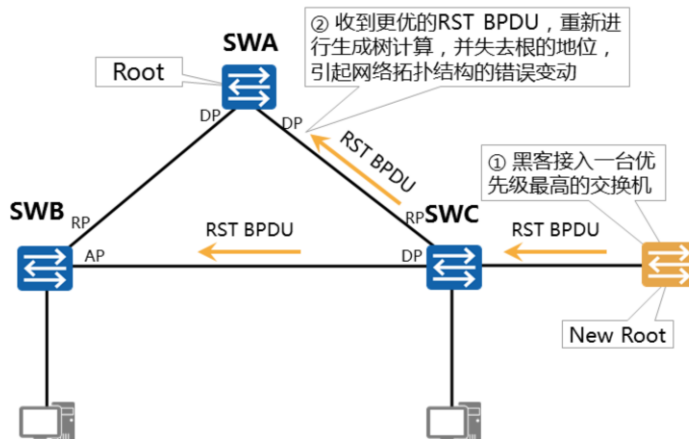 ② 收到更优的RST BPDU，重新进
行生成树计算，并失去根的地位，
引起网络拓扑结构的错误变动
SWA
Root
DP
DP
RST BPDU
① 黑客接入一台优
先级最高的交换机
SWB
RP
RP
SWC
RST BPDU
RST BPDU
AP
DP
New Root